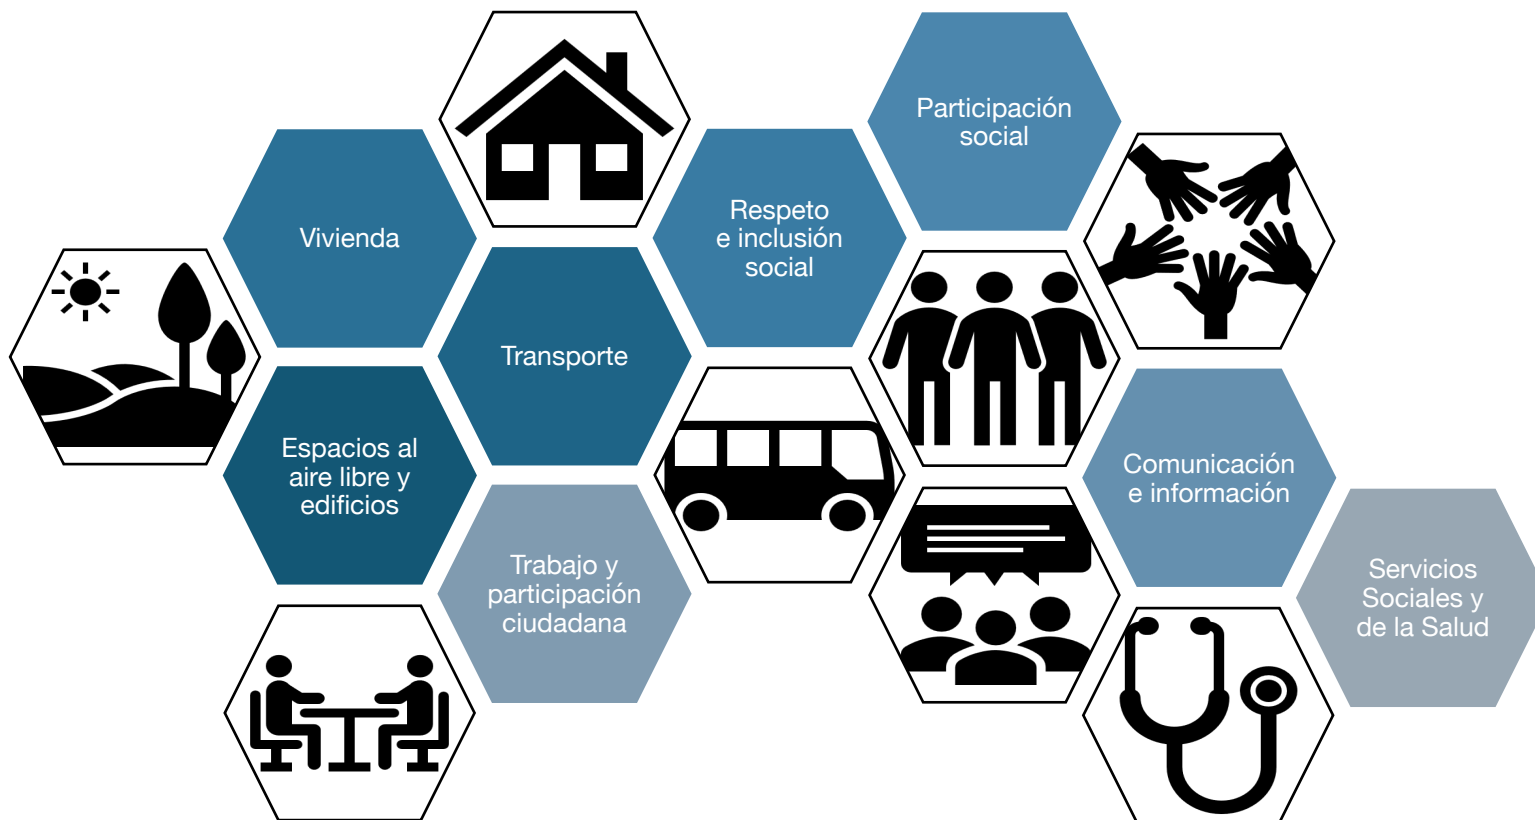 Participación
social
Vivienda
Respeto
e inclusión
social
Transporte
Espacios al
aire libre y
edificios
Comunicación
e información
Trabajo y
participación
ciudadana
Servicios
Sociales y
de la Salud